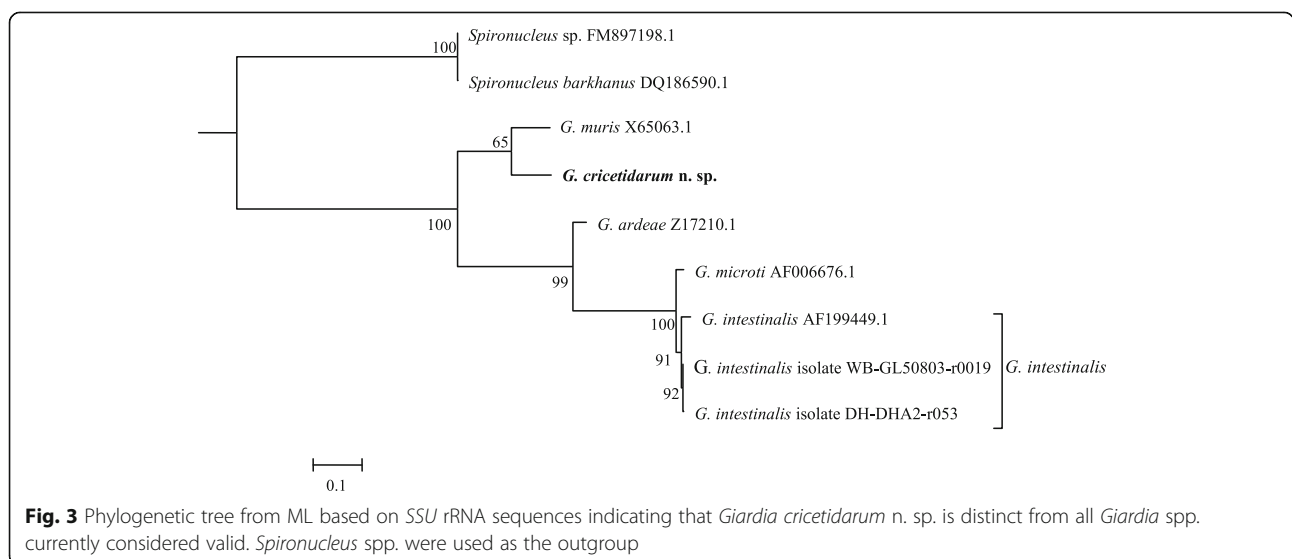 100
Spironucleus sp. FM897198.1
Spironucleus barkhanus DQ186590.1
G. muris X65063.1
65
G. cricetidarum n. sp.
100
G. ardeae Z17210.1
99
G. microti AF006676.1
100
G. intestinalis AF199449.1
91
G. intestinalis isolate WB-GL50803-r0019
G. intestinalis
92
G. intestinalis isolate DH-DHA2-r053
0.1
Fig. 3 Phylogenetic tree from ML based on SSU rRNA sequences indicating that Giardia cricetidarum n. sp. is distinct from all Giardia spp.
currently considered valid. Spironucleus spp. were used as the outgroup